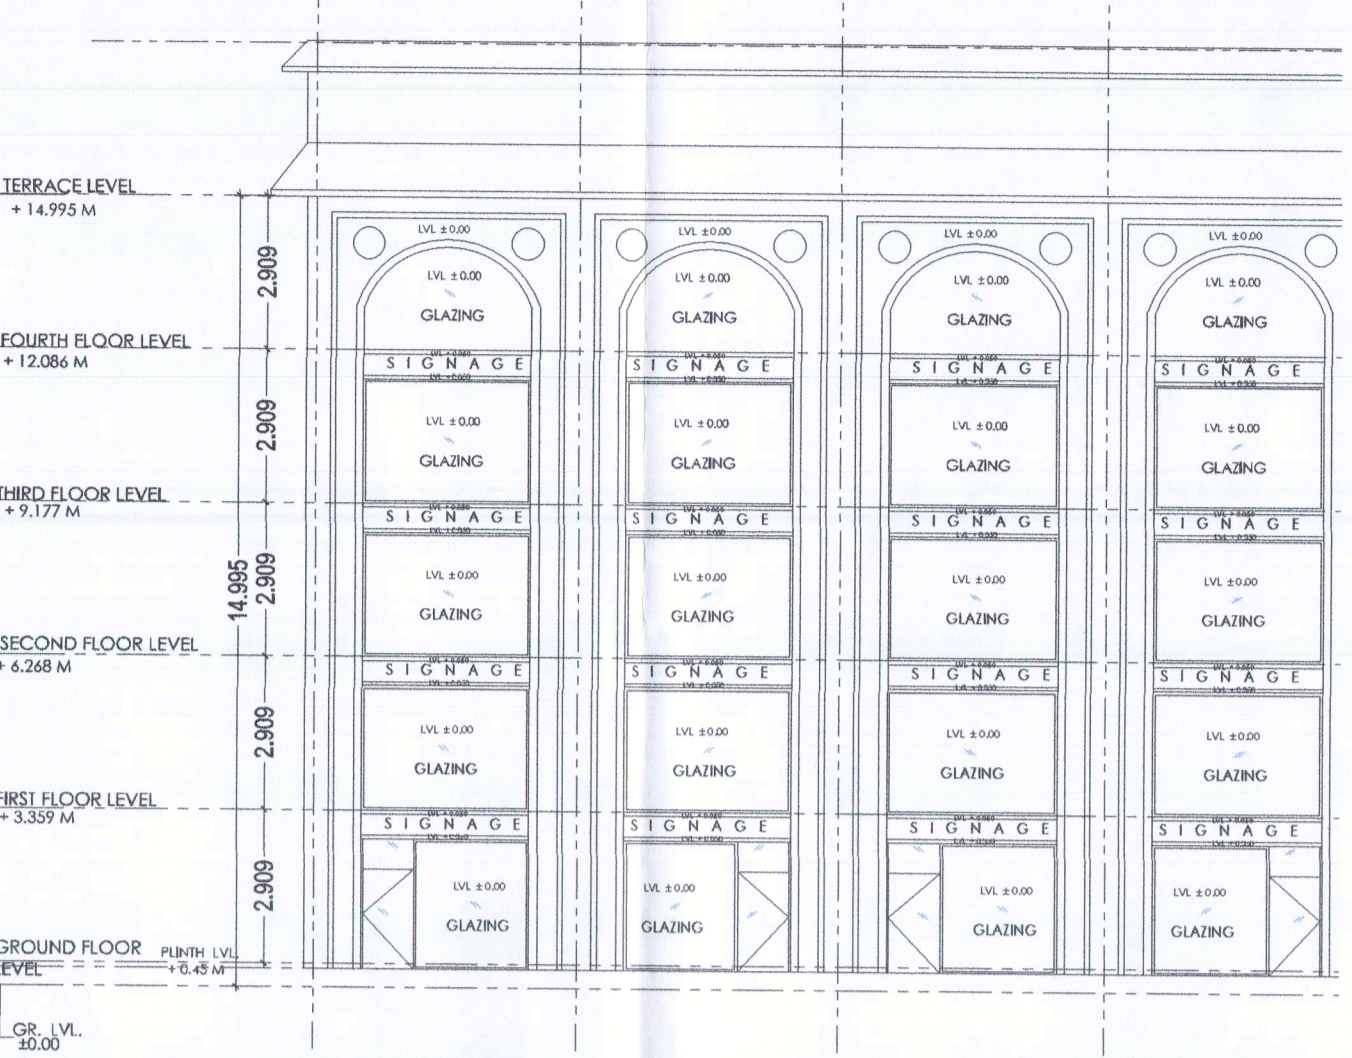 TERRACE LEVEL
+ 14.995 M
LVL ±0.00 LVL ±0.00 LVL ±0.00 LVL ±0.00
2.909
LVL ±0.00 LVL ±0.00 LVL ±0.00 LVL ±0.00
GLAZING GLAZING GLAZING GLAZING
FOURTH FLOOR LEVEL
+ 12.086 M
SIGNAGE SIGNAGE SIGNAGE SIGNAGE
2.909
LVL ±0.00 LVL ±0.00 LVL ±0.00 LVL ±0.00
GLAZING GLAZING GLAZING GLAZING
THIRD FLOOR LEVEL
+ 9.177 M
SIGNAGE SIGNAGE SIGNAGE SIGNAGE
14.995
2.909
LVL ±0.00 LVL ±0.00 LVL ±0.00 LVL ±0.00
GLAZING GLAZING GLAZING GLAZING
SECOND FLOOR LEVEL
+ 6.268 M
SIGNAGE SIGNAGE SIGNAGE SIGNAGE
2.909
LVL ±0.00 LVL ±0.00 LVL ±0.00 LVL ±0.00
GLAZING GLAZING GLAZING GLAZING
FIRST FLOOR LEVEL
+ 3.359 M
SIGNAGE SIGNAGE SIGNAGE SIGNAGE
2.909
LVL ±0.00 LVL ±0.00 LVL ±0.00 LVL ±0.00
GLAZING GLAZING GLAZING GLAZING
GROUND FLOOR
LEVEL
PLINTH LVL.
+0.45 M
GR. LVL.
±0.00